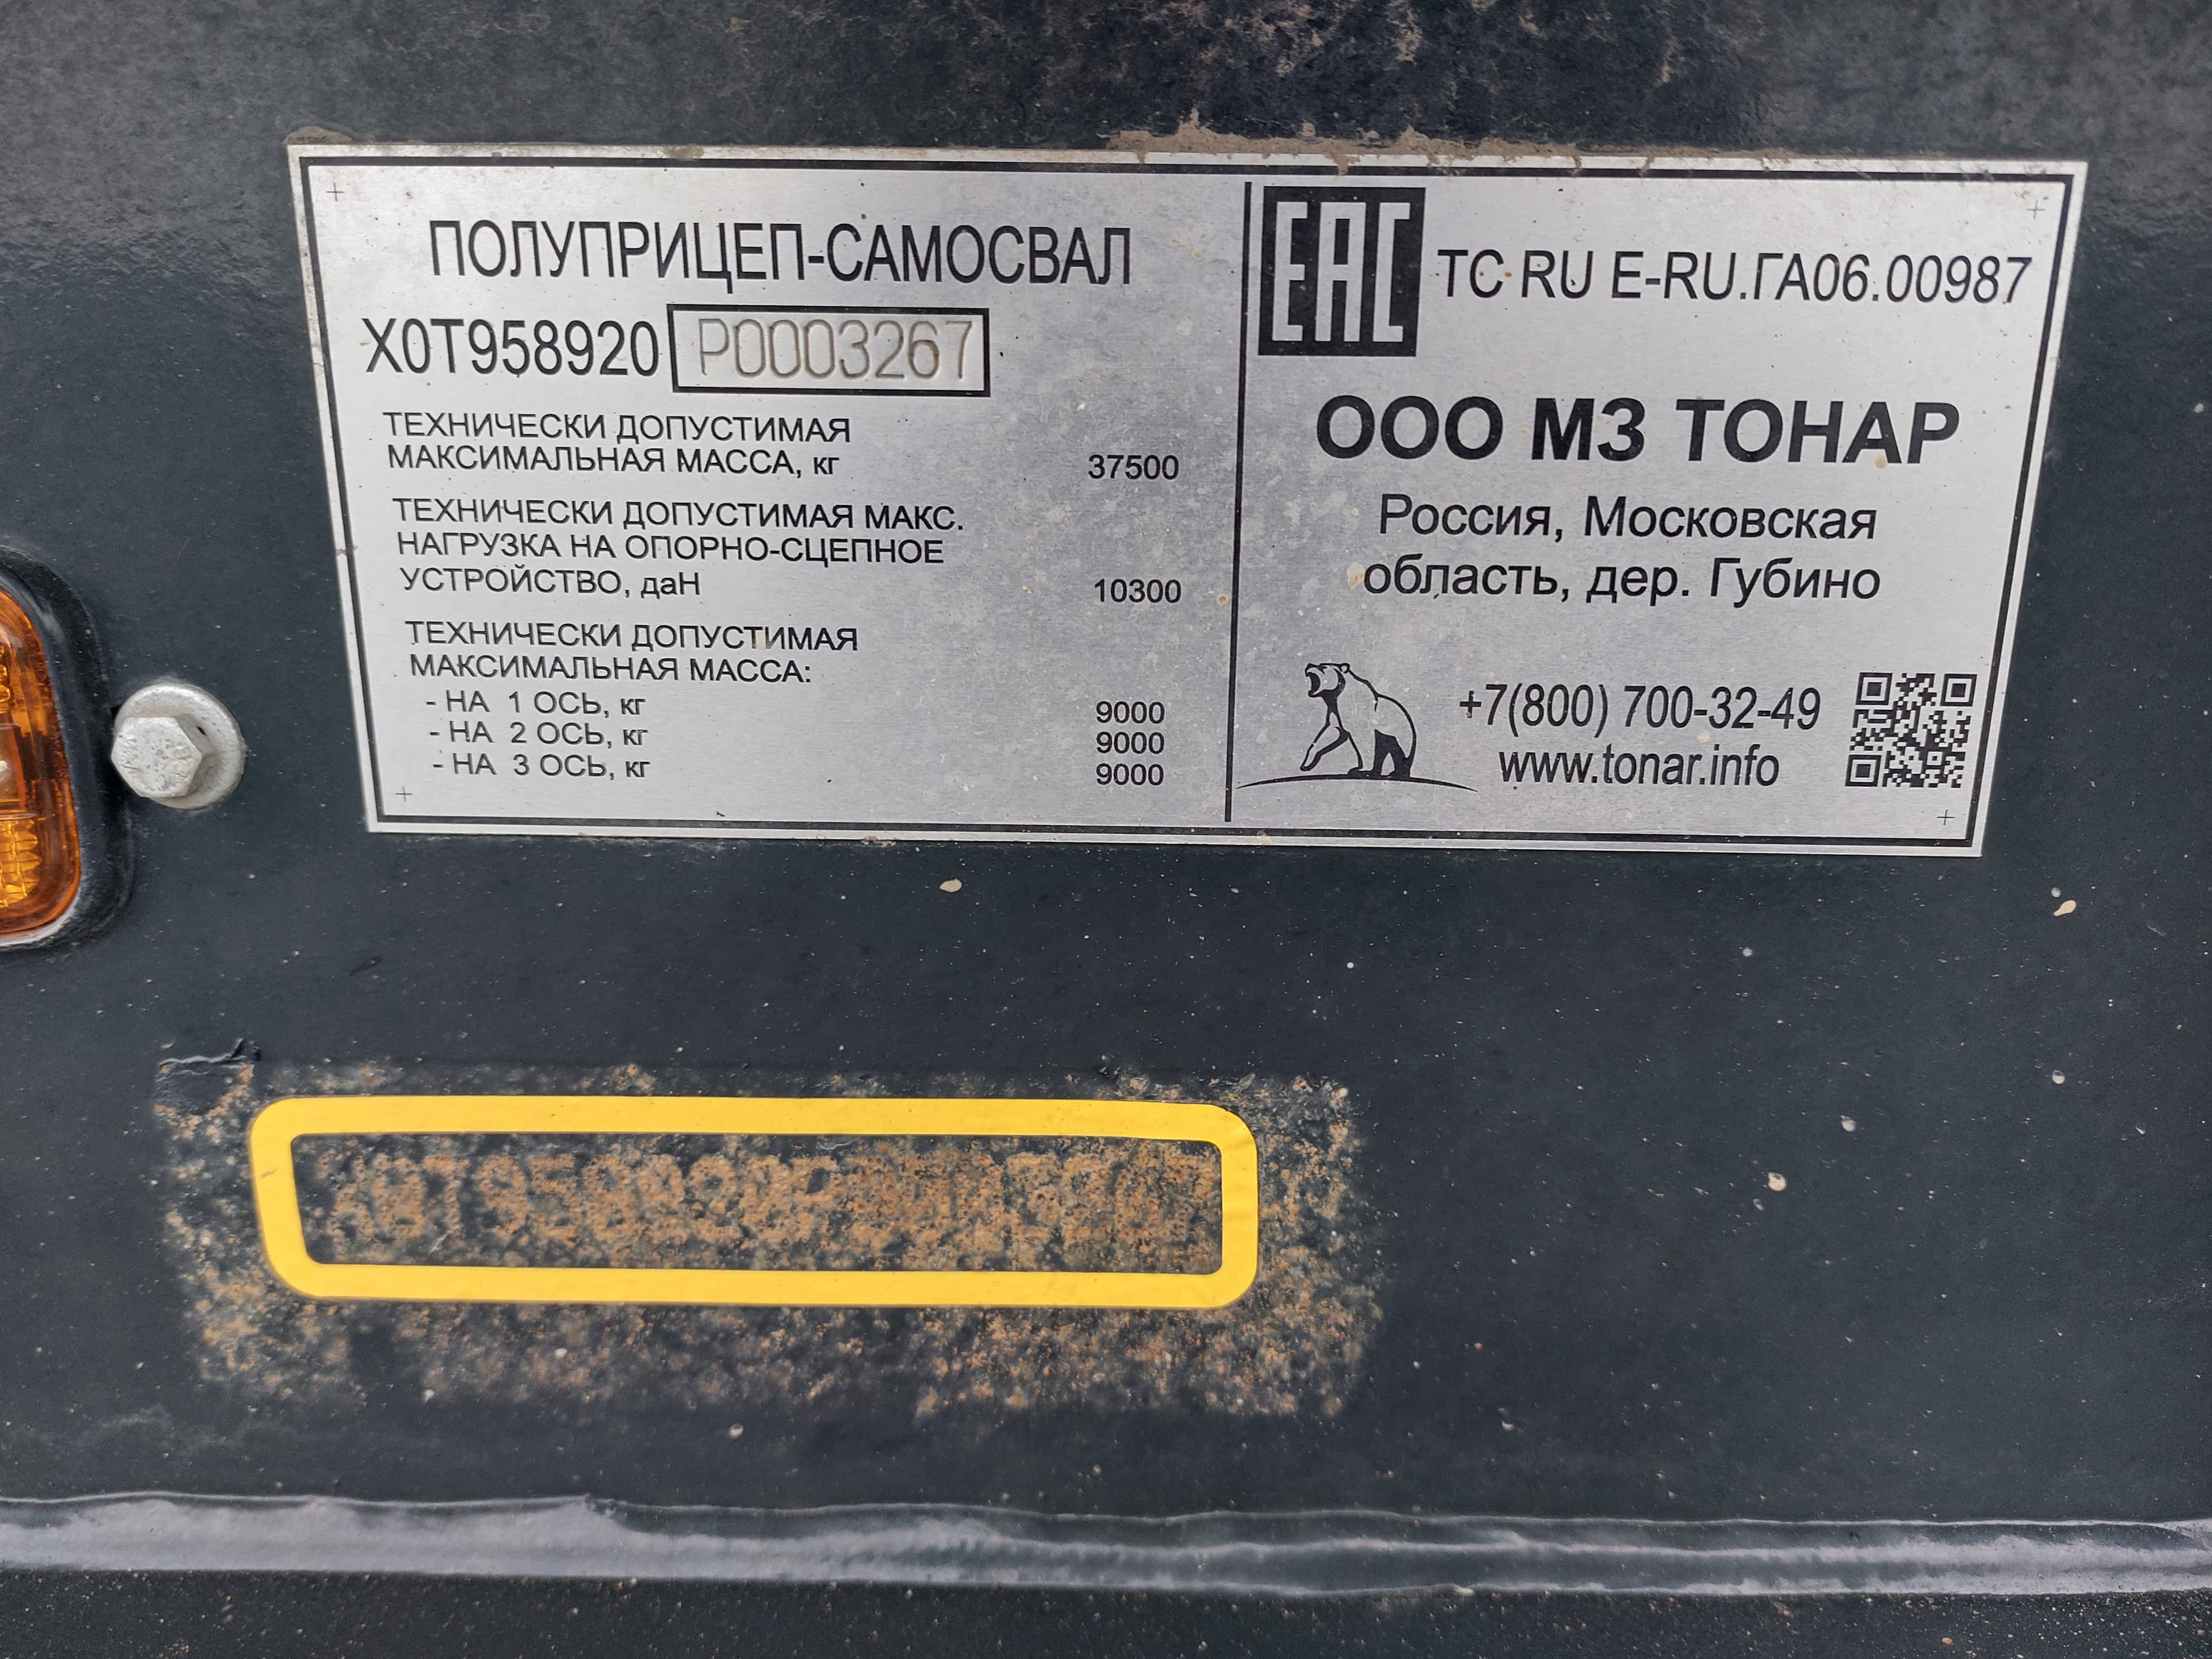 ПОЛУПРИЦЕП-САМОСВАЛ
X0T958920 P0003267
ТЕХНИЧЕСКИ ДОПУСТИМАЯ
МАКСИМАЛЬНАЯ МАССА, кг 37500
ТЕХНИЧЕСКИ ДОПУСТИМАЯ МАКС.
НАГРУЗКА НА ОПОРНО-СЦЕПНОЕ
УСТРОЙСТВО, даН 10300
ТЕХНИЧЕСКИ ДОПУСТИМАЯ
МАКСИМАЛЬНАЯ МАССА:
- НА 1 ОСЬ, кг 9000
- НА 2 ОСЬ, кг 9000
- НА 3 ОСЬ, кг 9000
EAC TC RU E-RU.ГА06.00987
ООО МЗ ТОНАР
Россия, Московская
область, дер. Губино
+7(800) 700-32-49
www.tonar.info